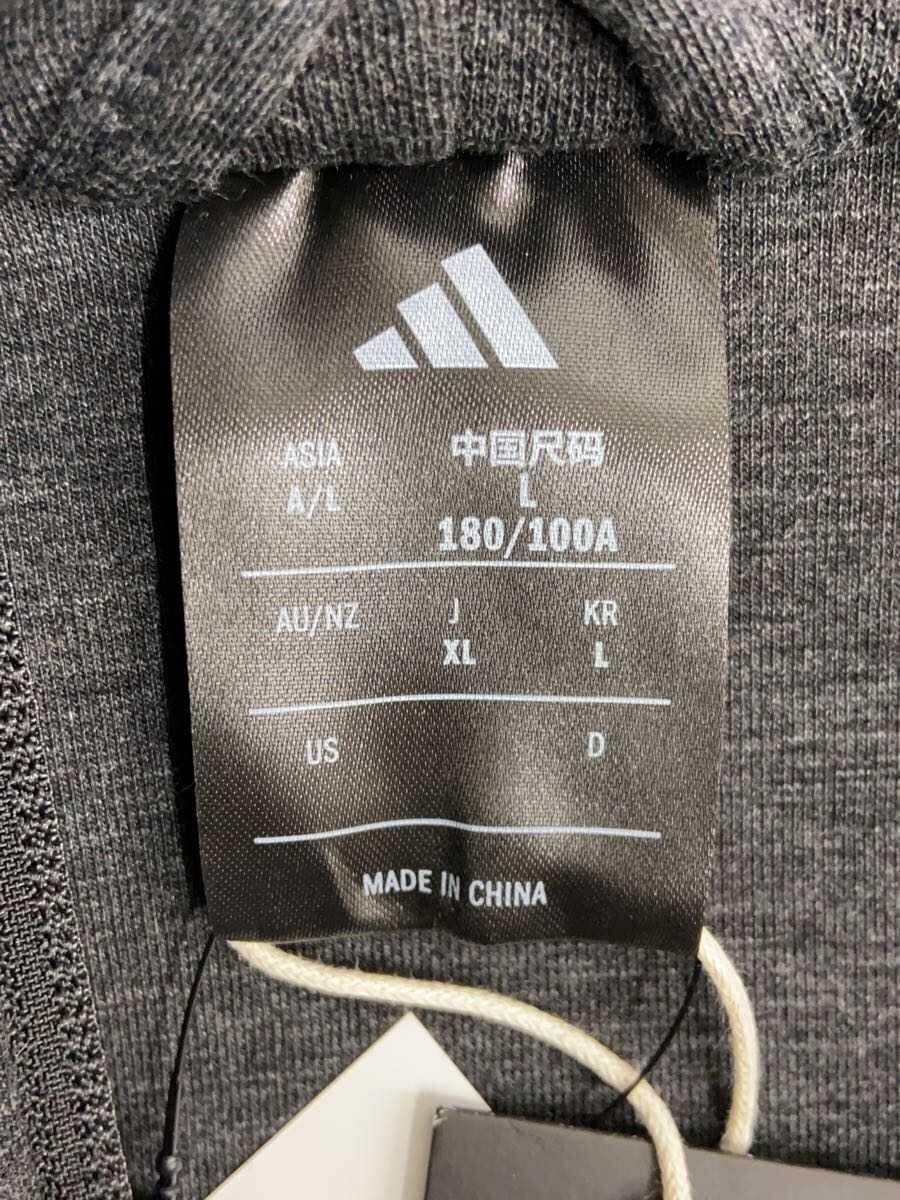 ASIA 中国尺码
A/L L
180/100A
AU/NZ J KR
XL L
US D
MADE IN CHINA